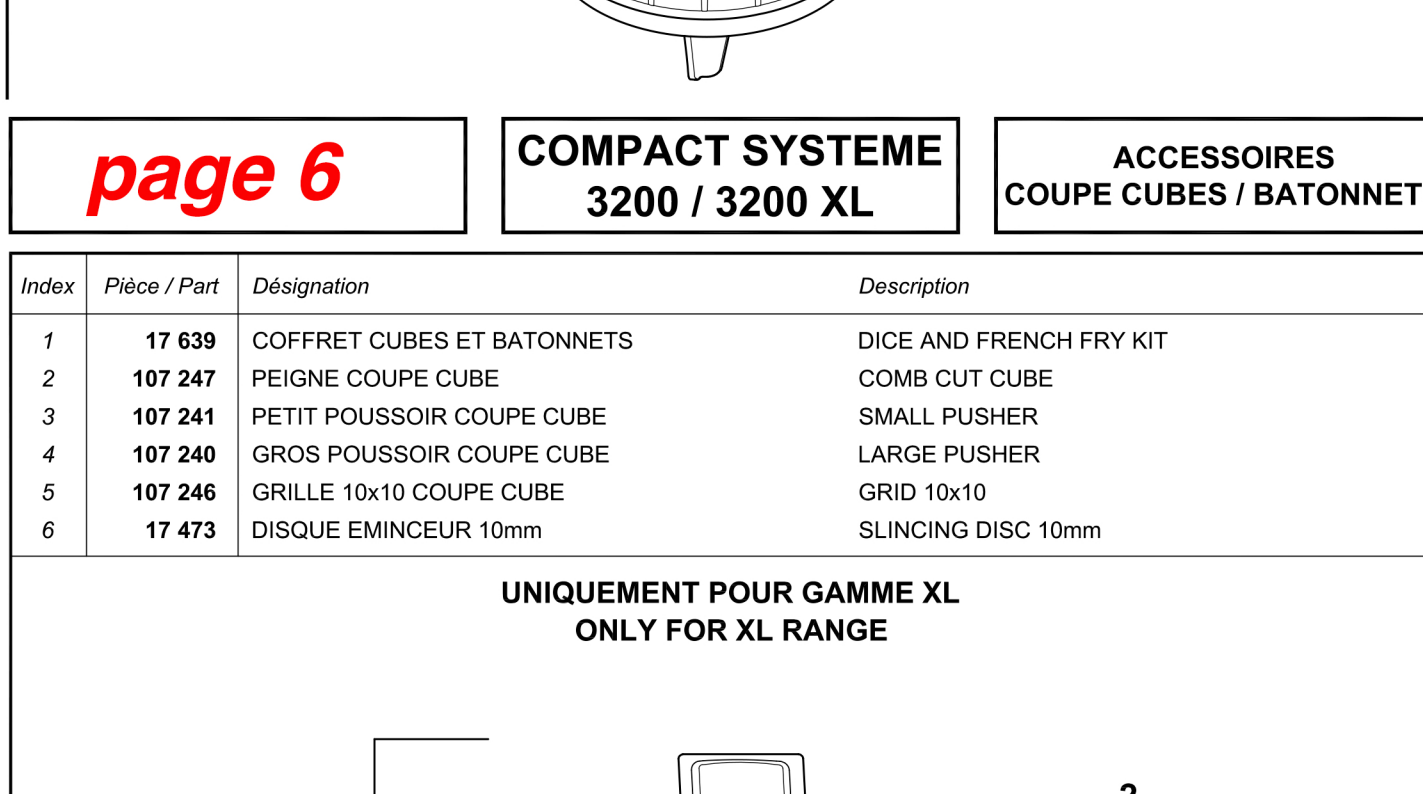 page 6
COMPACT SYSTEME
3200 / 3200 XL
ACCESSOIRES
COUPE CUBES / BATONNET
Index Pièce / Part Désignation Description
1 17 639 COFFRET CUBES ET BATONNETS DICE AND FRENCH FRY KIT
2 107 247 PEIGNE COUPE CUBE COMB CUT CUBE
3 107 241 PETIT POUSSOIR COUPE CUBE SMALL PUSHER
4 107 240 GROS POUSSOIR COUPE CUBE LARGE PUSHER
5 107 246 GRILLE 10x10 COUPE CUBE GRID 10x10
6 17 473 DISQUE EMINCEUR 10mm SLINCING DISC 10mm
UNIQUEMENT POUR GAMME XL
ONLY FOR XL RANGE
2